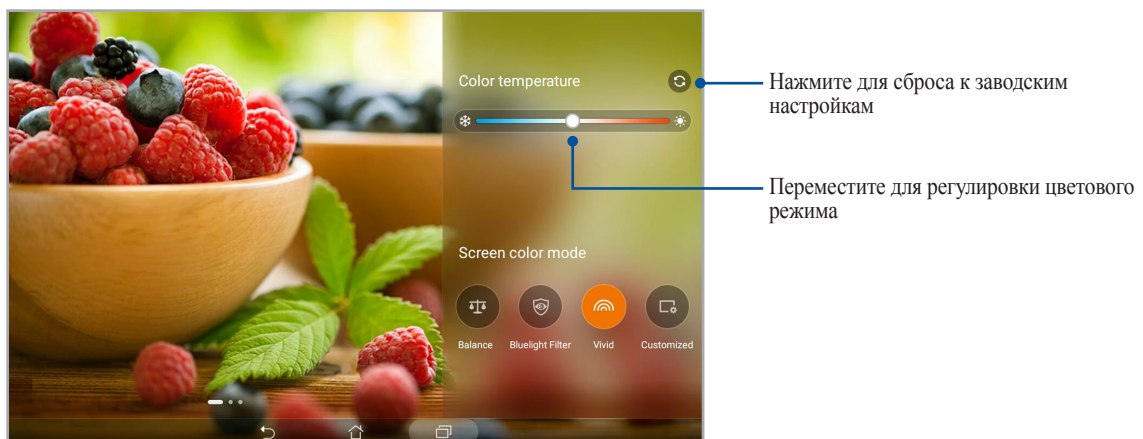 Color temperature
Нажмите для сброса к заводским
настройкам
Переместите для регулировки цветового
режима
Screen color mode
Balance
Bluelight Filter
Vivid
Customized